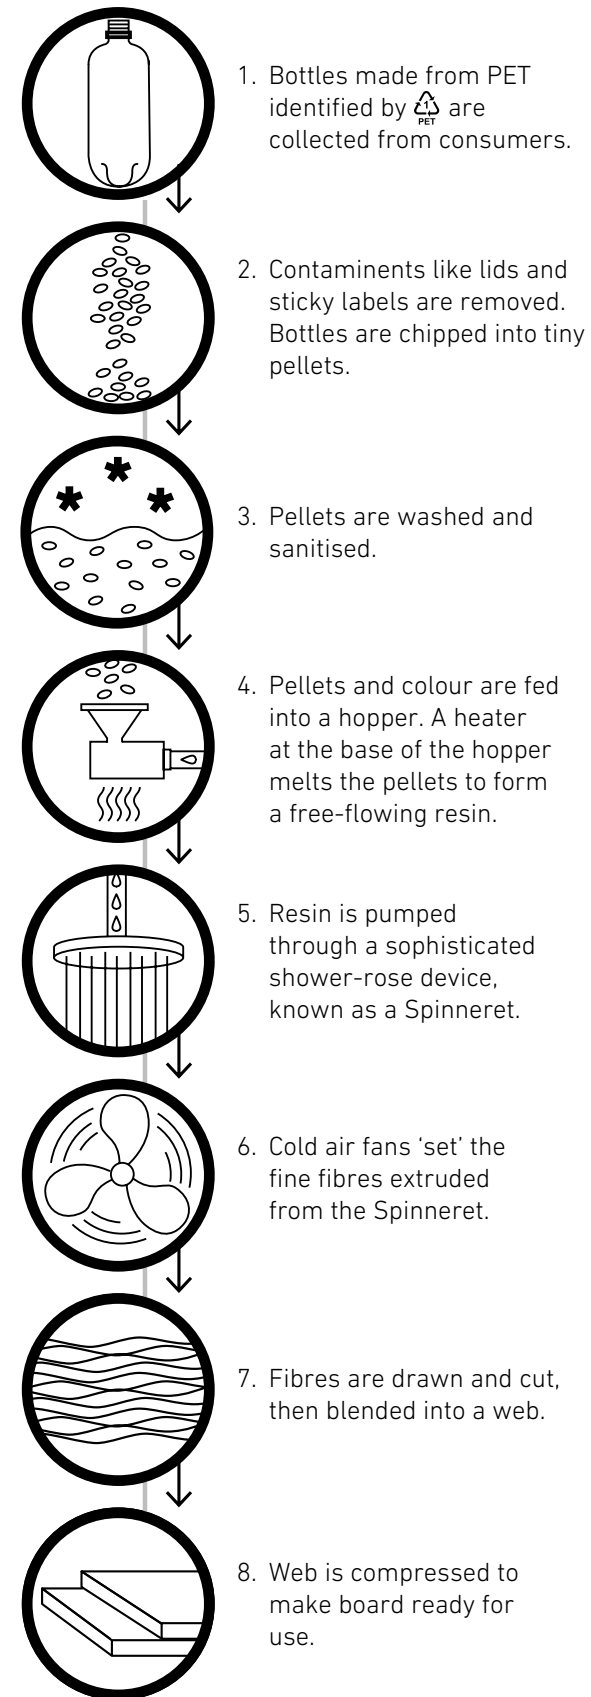 1. Bottles made from PET
identified by 1 PET are
collected from consumers.
2. Contaminents like lids and
sticky labels are removed.
Bottles are chipped into tiny
pellets.
3. Pellets are washed and
sanitised.
4. Pellets and colour are fed
into a hopper. A heater
at the base of the hopper
melts the pellets to form
a free-flowing resin.
5. Resin is pumped
through a sophisticated
shower-rose device,
known as a Spinneret.
6. Cold air fans ‘set’ the
fine fibres extruded
from the Spinneret.
7. Fibres are drawn and cut,
then blended into a web.
8. Web is compressed to
make board ready for
use.